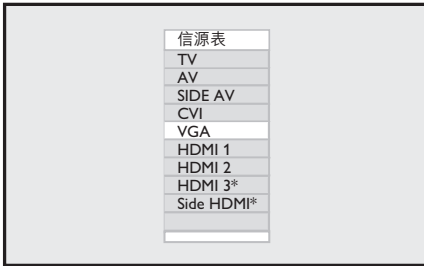 信源表
TV
AV
SIDE AV
CVI
VGA
HDMI 1
HDMI 2
HDMI 3*
Side HDMI*